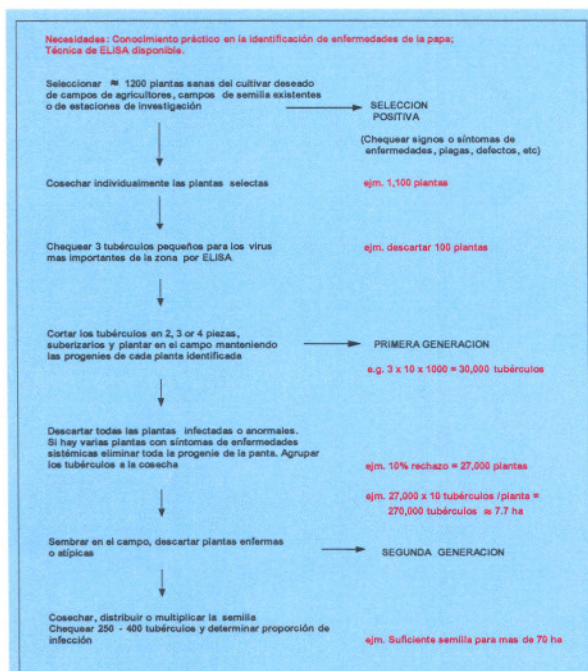 Necesidades: Conocimiento práctico en la identificación de enfermedades de la papa;
Técnica de ELISA disponible.
Seleccionar ≈ 1200 plantas sanas del cultivar deseado
de campos de agricultores, campos de semilla existentes
o de estaciones de investigación
SELECCION
POSITIVA
(Chequear signos o síntomas de
enfermedades, plagas, defectos, etc)
Cosechar individualmente las plantas selectas
ejm. 1,100 plantas
Chequear 3 tubérculos pequeños para los virus
mas importantes de la zona por ELISA
ejm. descartar 100 plantas
Cortar los tubérculos en 2, 3 or 4 piezas,
suberizarlos y plantar en el campo manteniendo
las progenies de cada planta identificada
PRIMERA GENERACION
e.g. 3 x 10 x 1000 = 30,000 tubérculos
Descartar todas las plantas infectadas o anormales.
Si hay varias plantas con síntomas de enfermedades
sistémicas eliminar toda la progenie de la panta. Agrupar
los tubérculos a la cosecha
ejm. 10% rechazo = 27,000 plantas
ejm. 27,000 x 10 tubérculos /planta =
270,000 tubérculos ≈ 7.7 ha
Sembrar en el campo, descartar plantas enfermas
o atípicas
SEGUNDA GENERACION
Cosechar, distribuir o multiplicar la semilla
Chequear 250 - 400 tubérculos y determinar proporción de
infección
ejm. Suficiente semilla para mas de 70 ha